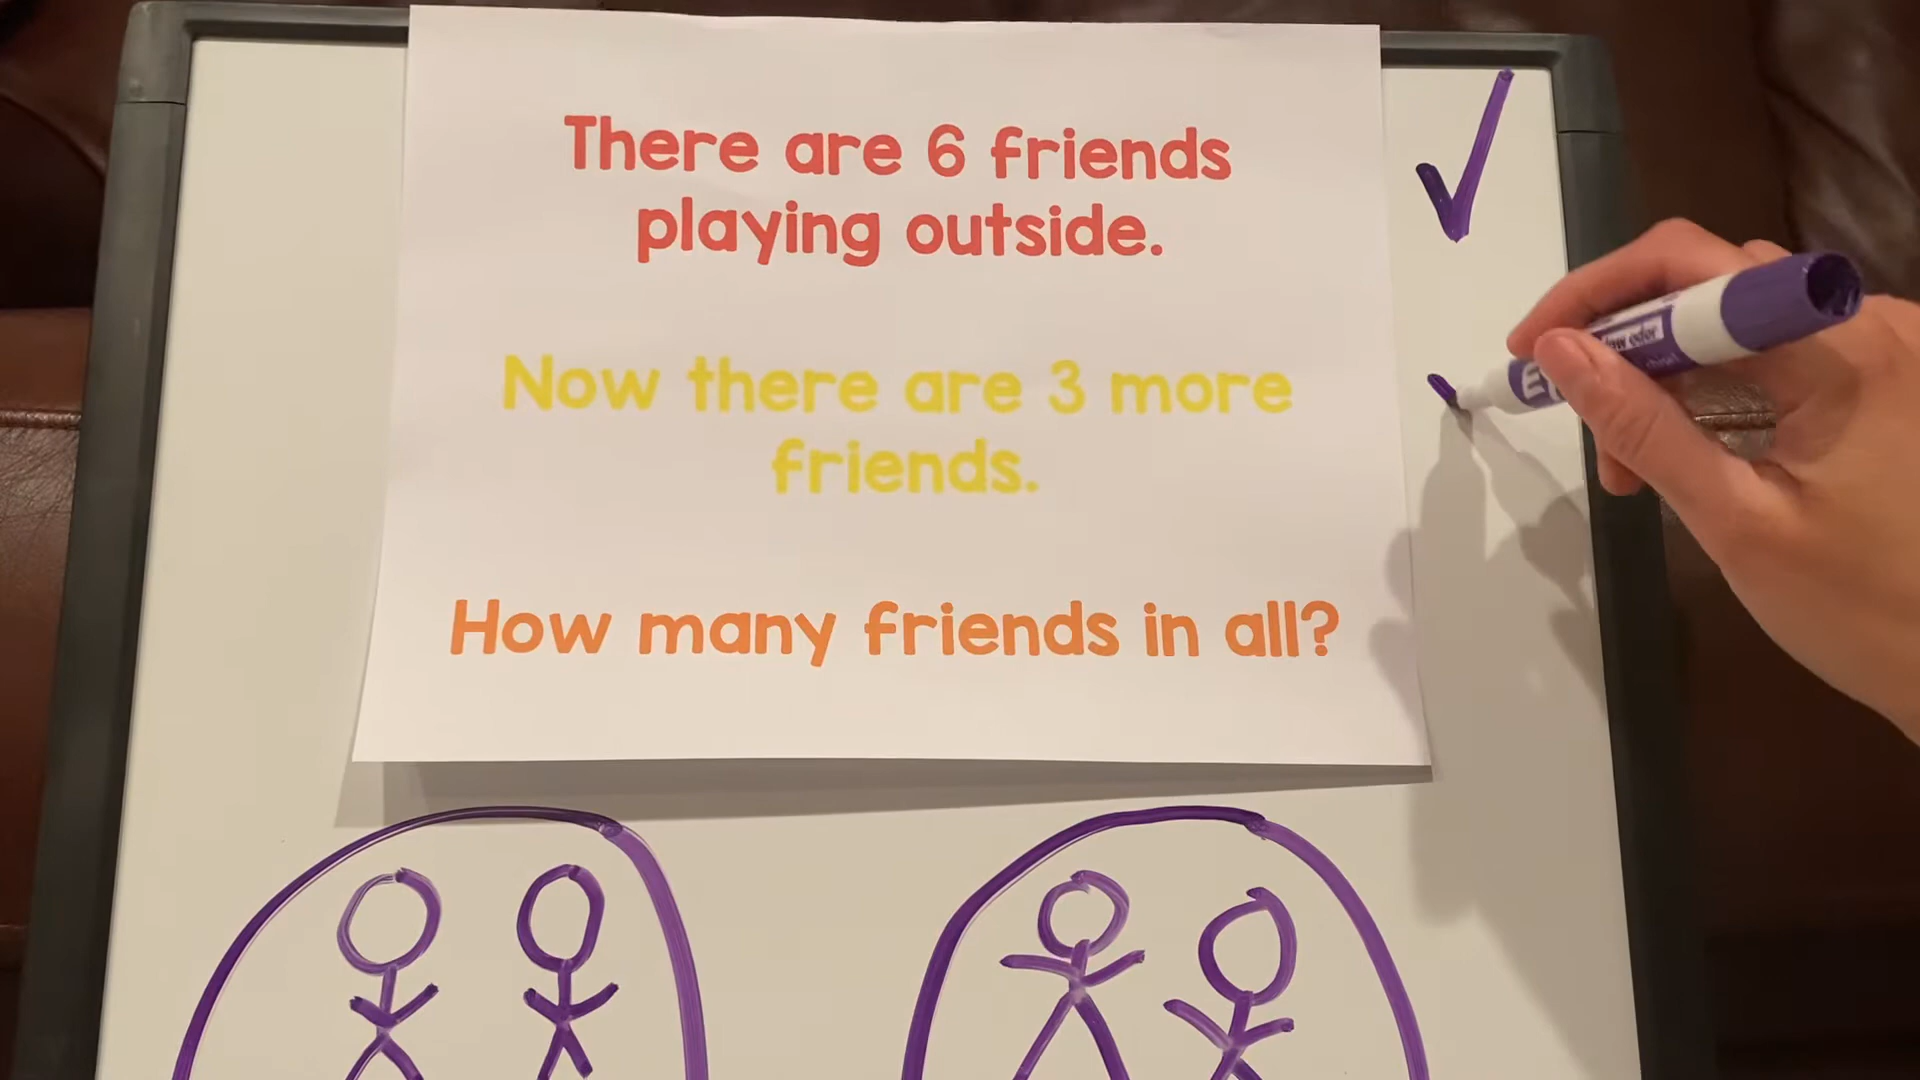 There are 6 friends
playing outside.
Now there are 3 more
friends.
How many friends in all?